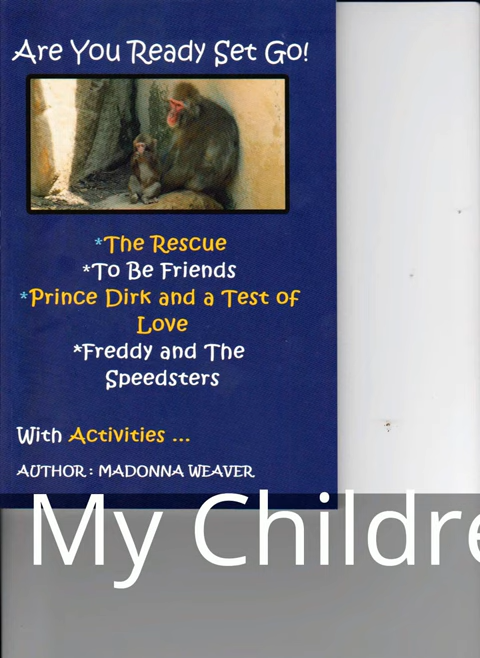 Are You Ready Set Go!
*The Rescue
*To Be Friends
*Prince Dirk and a Test of
Love
*Freddy and The
Speedsters
With Activities ...
AUTHOR : MADONNA WEAVER
My Childre